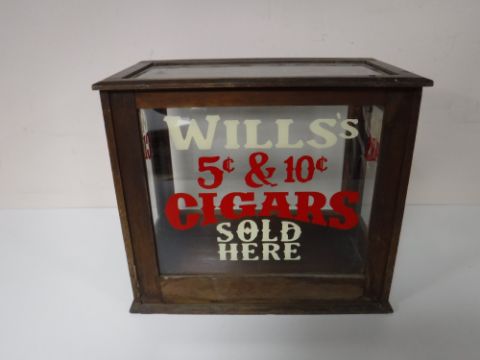 WILLS'S
5¢ & 10¢
CIGARS
SOLD
HERE